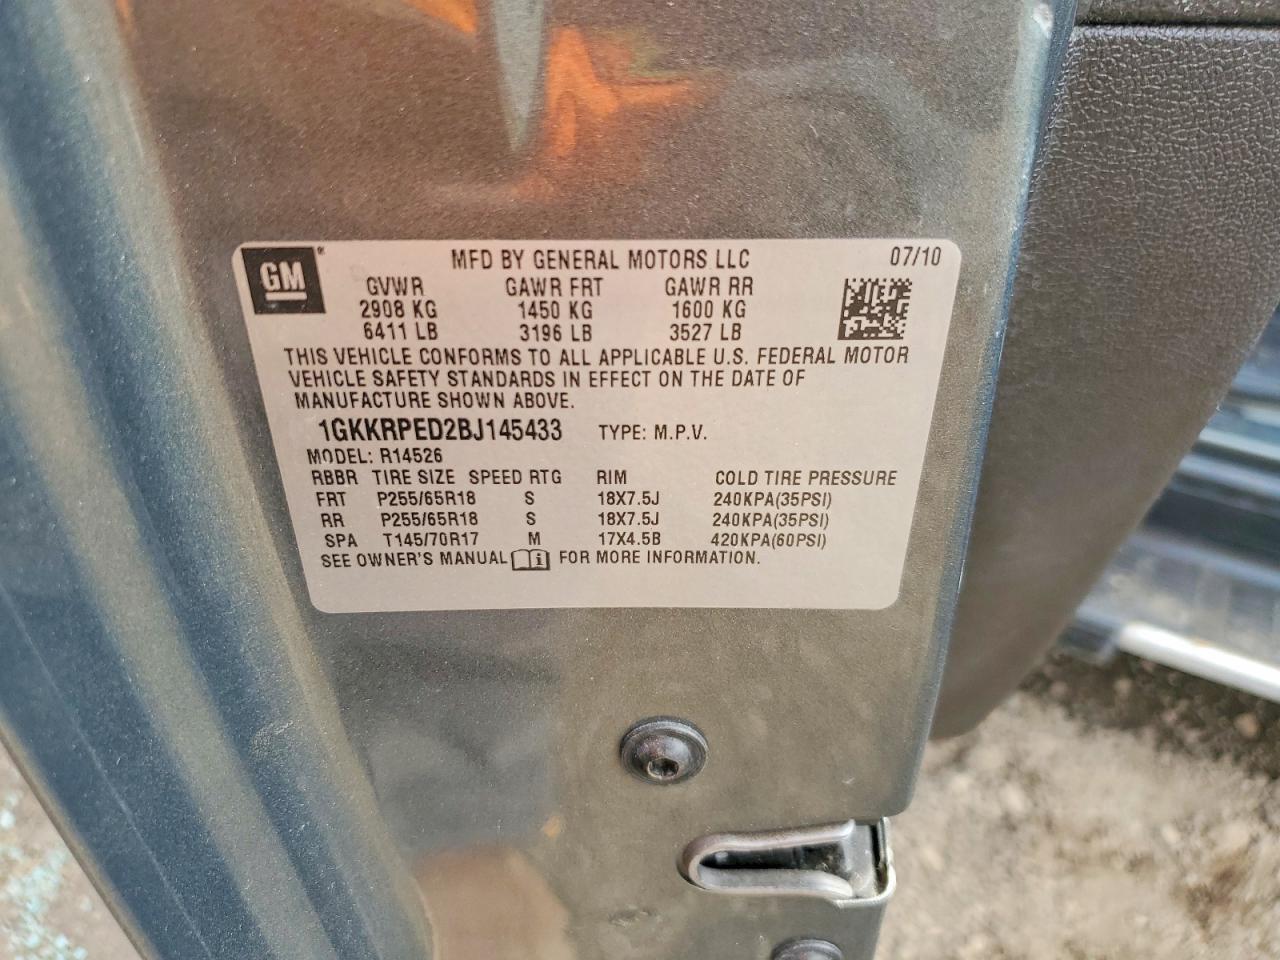 GM ® MFD BY GENERAL MOTORS LLC 07/10
GVWR GAWR FRT GAWR RR
2908 KG 1450 KG 1600 KG
6411 LB 3196 LB 3527 LB
THIS VEHICLE CONFORMS TO ALL APPLICABLE U.S. FEDERAL MOTOR
VEHICLE SAFETY STANDARDS IN EFFECT ON THE DATE OF
MANUFACTURE SHOWN ABOVE.
1GKKRPED2BJ145433 TYPE: M.P.V.
MODEL: R14526
RBBR TIRE SIZE SPEED RTG RIM COLD TIRE PRESSURE
FRT P255/65R18 S 18X7.5J 240KPA(35PSI)
RR P255/65R18 S 18X7.5J 240KPA(35PSI)
SPA T145/70R17 M 17X4.5B 420KPA(60PSI)
SEE OWNER'S MANUAL i FOR MORE INFORMATION.